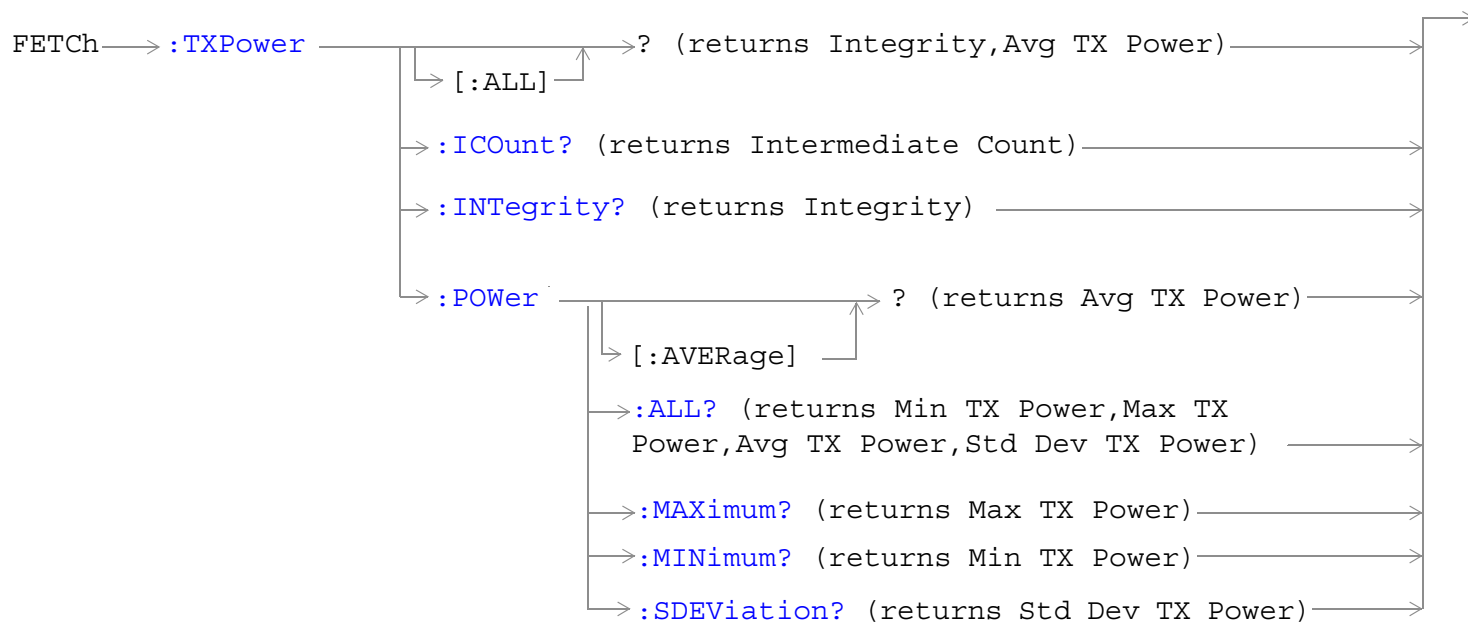 FETCh :TXPower ? (returns Integrity,Avg TX Power)
[:ALL]
:ICOunt? (returns Intermediate Count)
:INTegrity? (returns Integrity)
:POWer ? (returns Avg TX Power)
[:AVERage]
:ALL? (returns Min TX Power,Max TX
Power,Avg TX Power,Std Dev TX Power)
:MAXimum? (returns Max TX Power)
:MINimum? (returns Min TX Power)
:SDEViation? (returns Std Dev TX Power)